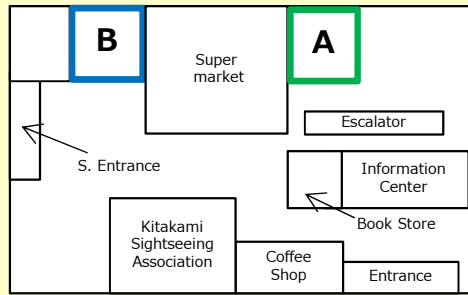 B
Super
market
A
Escalator
S. Entrance
Information
Center
Book Store
Kitakami
Sightseeing
Association
Coffee
Shop
Entrance